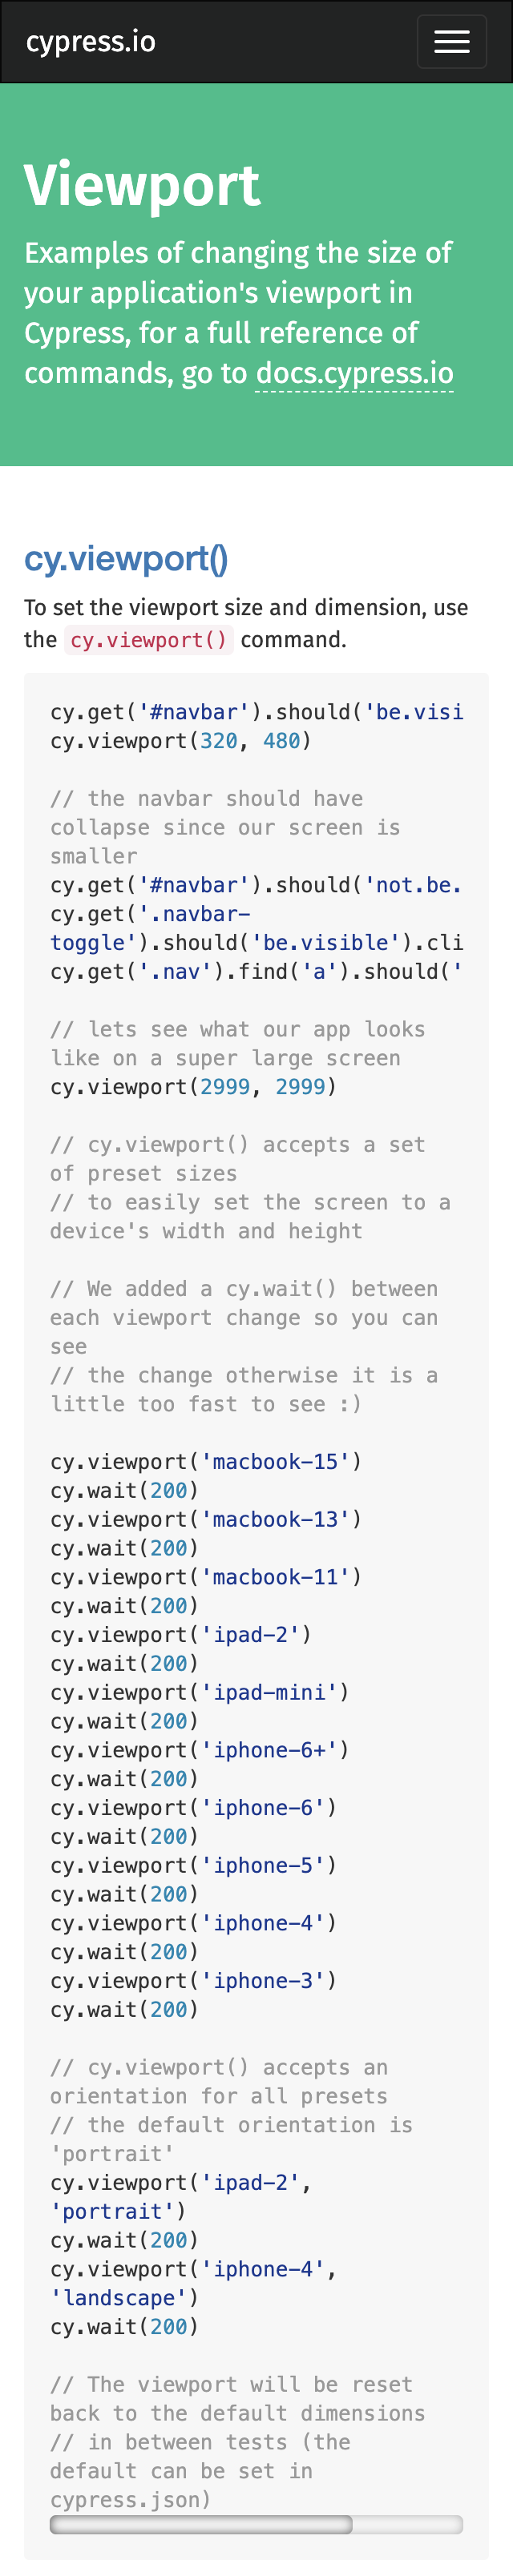 cypress.io
Viewport
Examples of changing the size of
your application's viewport in
Cypress, for a full reference of
commands, go to docs.cypress.io
cy.viewport()
To set the viewport size and dimension, use
the cy.viewport() command.
cy.get('#navbar').should('be.visi
cy.viewport(320, 480)
// the navbar should have
collapse since our screen is
smaller
cy.get('#navbar').should('not.be.
cy.get('.navbar-
toggle').should('be.visible').cli
cy.get('.nav').find('a').should('
// lets see what our app looks
like on a super large screen
cy.viewport(2999, 2999)
// cy.viewport() accepts a set
of preset sizes
// to easily set the screen to a
device's width and height
// We added a cy.wait() between
each viewport change so you can
see
// the change otherwise it is a
little too fast to see :)
cy.viewport('macbook-15')
cy.wait(200)
cy.viewport('macbook-13')
cy.wait(200)
cy.viewport('macbook-11')
cy.wait(200)
cy.viewport('ipad-2')
cy.wait(200)
cy.viewport('ipad-mini')
cy.wait(200)
cy.viewport('iphone-6+')
cy.wait(200)
cy.viewport('iphone-6')
cy.wait(200)
cy.viewport('iphone-5')
cy.wait(200)
cy.viewport('iphone-4')
cy.wait(200)
cy.viewport('iphone-3')
cy.wait(200)
// cy.viewport() accepts an
orientation for all presets
// the default orientation is
'portrait'
cy.viewport('ipad-2',
'portrait')
cy.wait(200)
cy.viewport('iphone-4',
'landscape')
cy.wait(200)
// The viewport will be reset
back to the default dimensions
// in between tests (the
default can be set in
cypress.json)